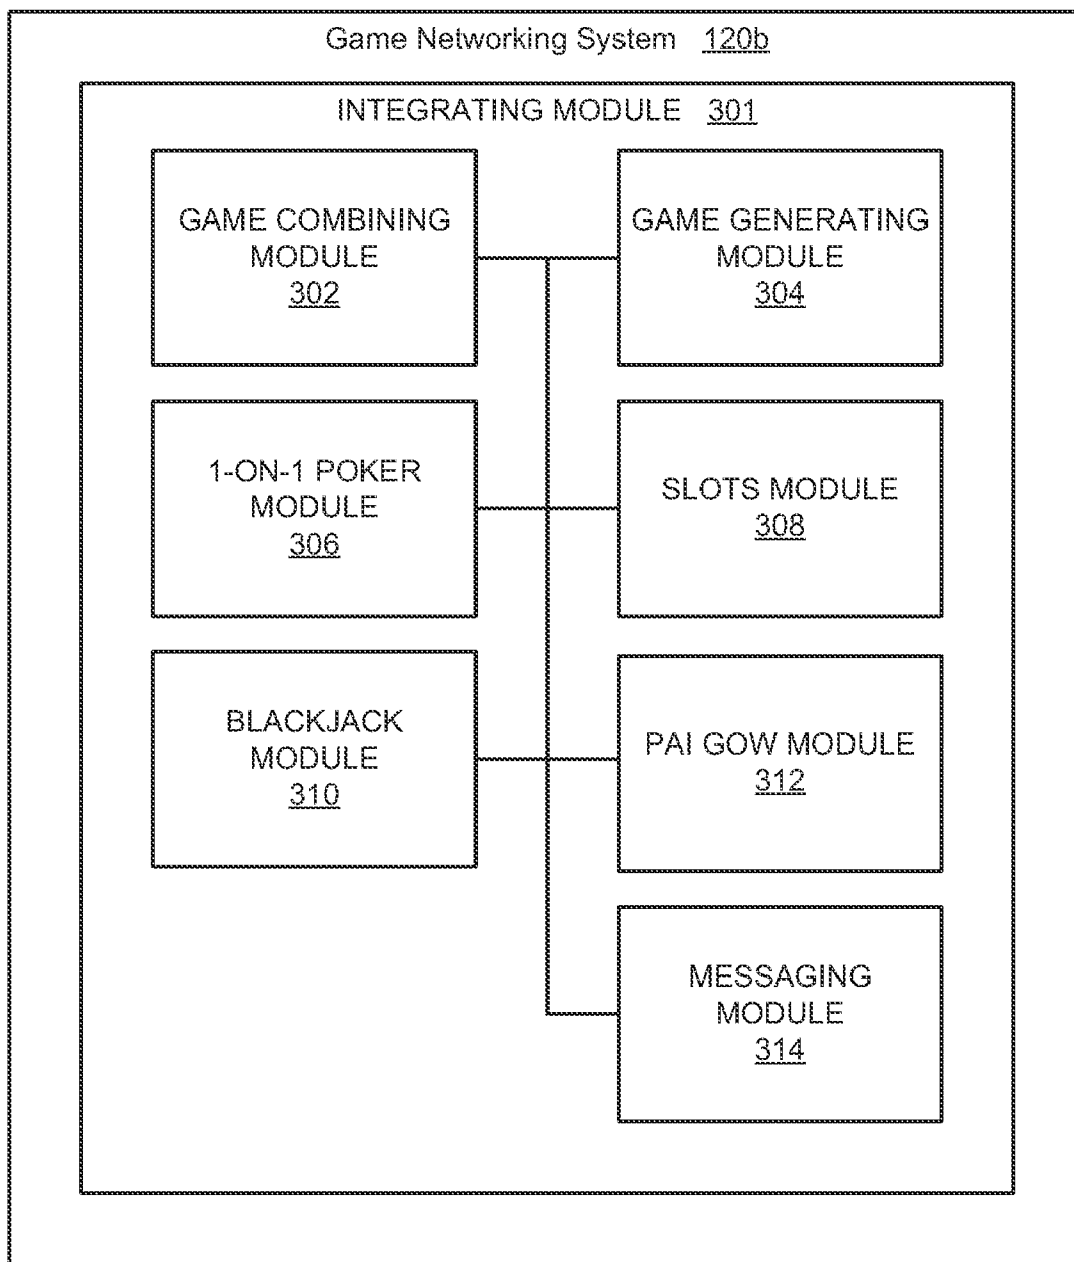 Game Networking System 120b
INTEGRATING MODULE 301
GAME COMBINING
MODULE
302
GAME GENERATING
MODULE
304
1-ON-1 POKER
MODULE
306
SLOTS MODULE
308
BLACKJACK
MODULE
310
PAI GOW MODULE
312
MESSAGING
MODULE
314